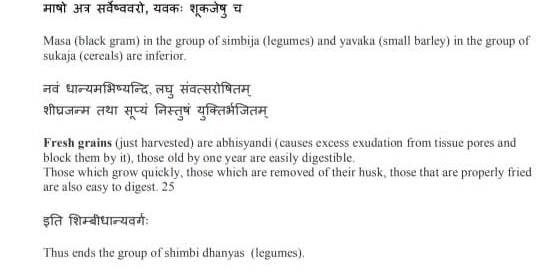 माषो अत्र सर्वेष्ववरो, यवकः शूकजेषु च
Masa (black gram) in the group of simbija (legumes) and yavaka (small barley) in the group of
sukaja (cereals) are inferior.
नवं धान्यमभिष्यन्दि, लघु संवत्सरोषितम्
शीघ्रजन्म तथा सूप्यं निस्तुषं युक्तिर्भजितम्
Fresh grains (just harvested) are abhisyandi (causes excess exudation from tissue pores and
block them by it), those old by one year are easily digestible.
Those which grow quickly, those which are removed of their husk, those that are properly fried
are also easy to digest. 25
इति शिम्बीधान्यवर्गः
Thus ends the group of shimbi dhanyas (legumes).